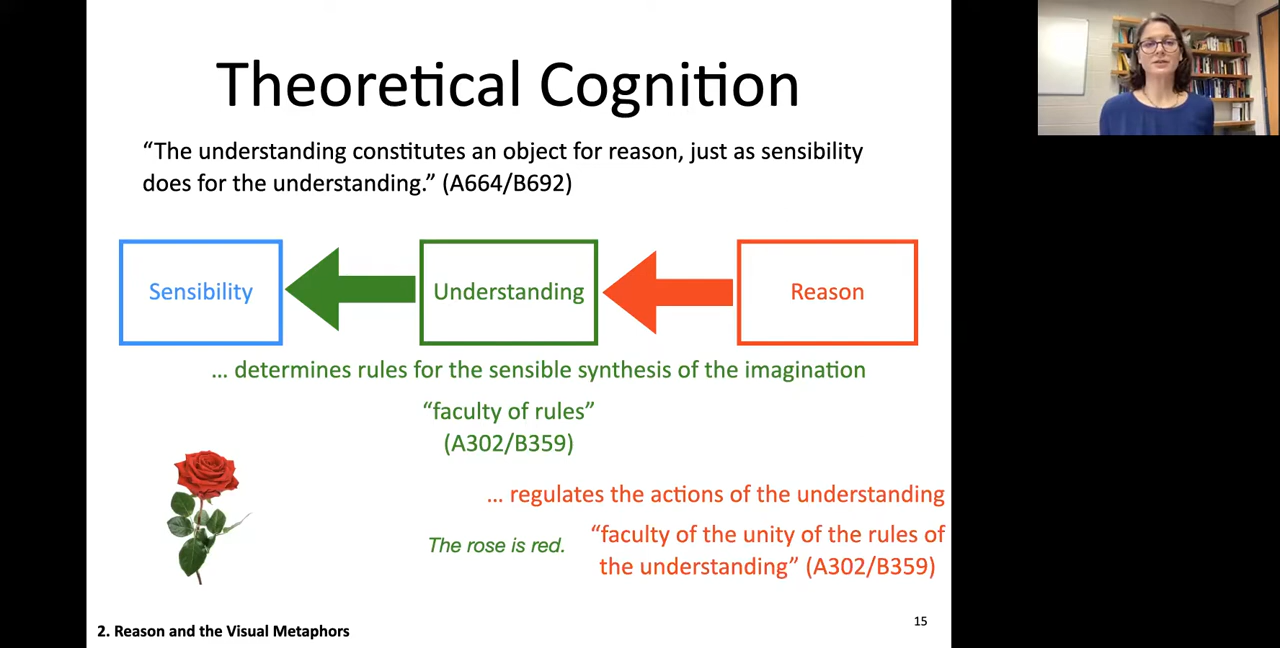 Theoretical Cognition
“The understanding constitutes an object for reason, just as sensibility
does for the understanding.” (A664/B692)
Sensibility
Understanding
Reason
... determines rules for the sensible synthesis of the imagination
“faculty of rules”
(A302/B359)
... regulates the actions of the understanding
The rose is red.
“faculty of the unity of the rules of
the understanding” (A302/B359)
2. Reason and the Visual Metaphors
15